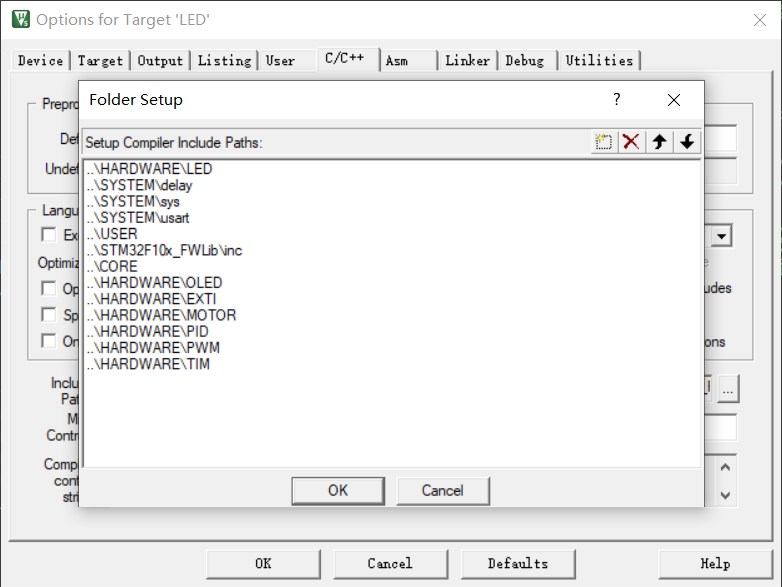 Options for Target 'LED'
Device Target Output Listing User C/C++ Asm Linker Debug Utilities
Folder Setup
?
Setup Compiler Include Paths:
..\HARDWARE\LED
..\SYSTEM\delay
..\SYSTEM\sys
..\SYSTEM\usart
..\USER
..\STM32F10x_FWLib\inc
..\CORE
..\HARDWARE\OLED
..\HARDWARE\EXTI
..\HARDWARE\MOTOR
..\HARDWARE\PID
..\HARDWARE\PWM
..\HARDWARE\TIM
OK Cancel
Prepro
Def
Undef
Langu
Ex
Optimiz
Op
udes
Sp
On
ons
Inclu
Pat
...
M
Contr
Compi
cont
stri
OK Cancel Defaults Help